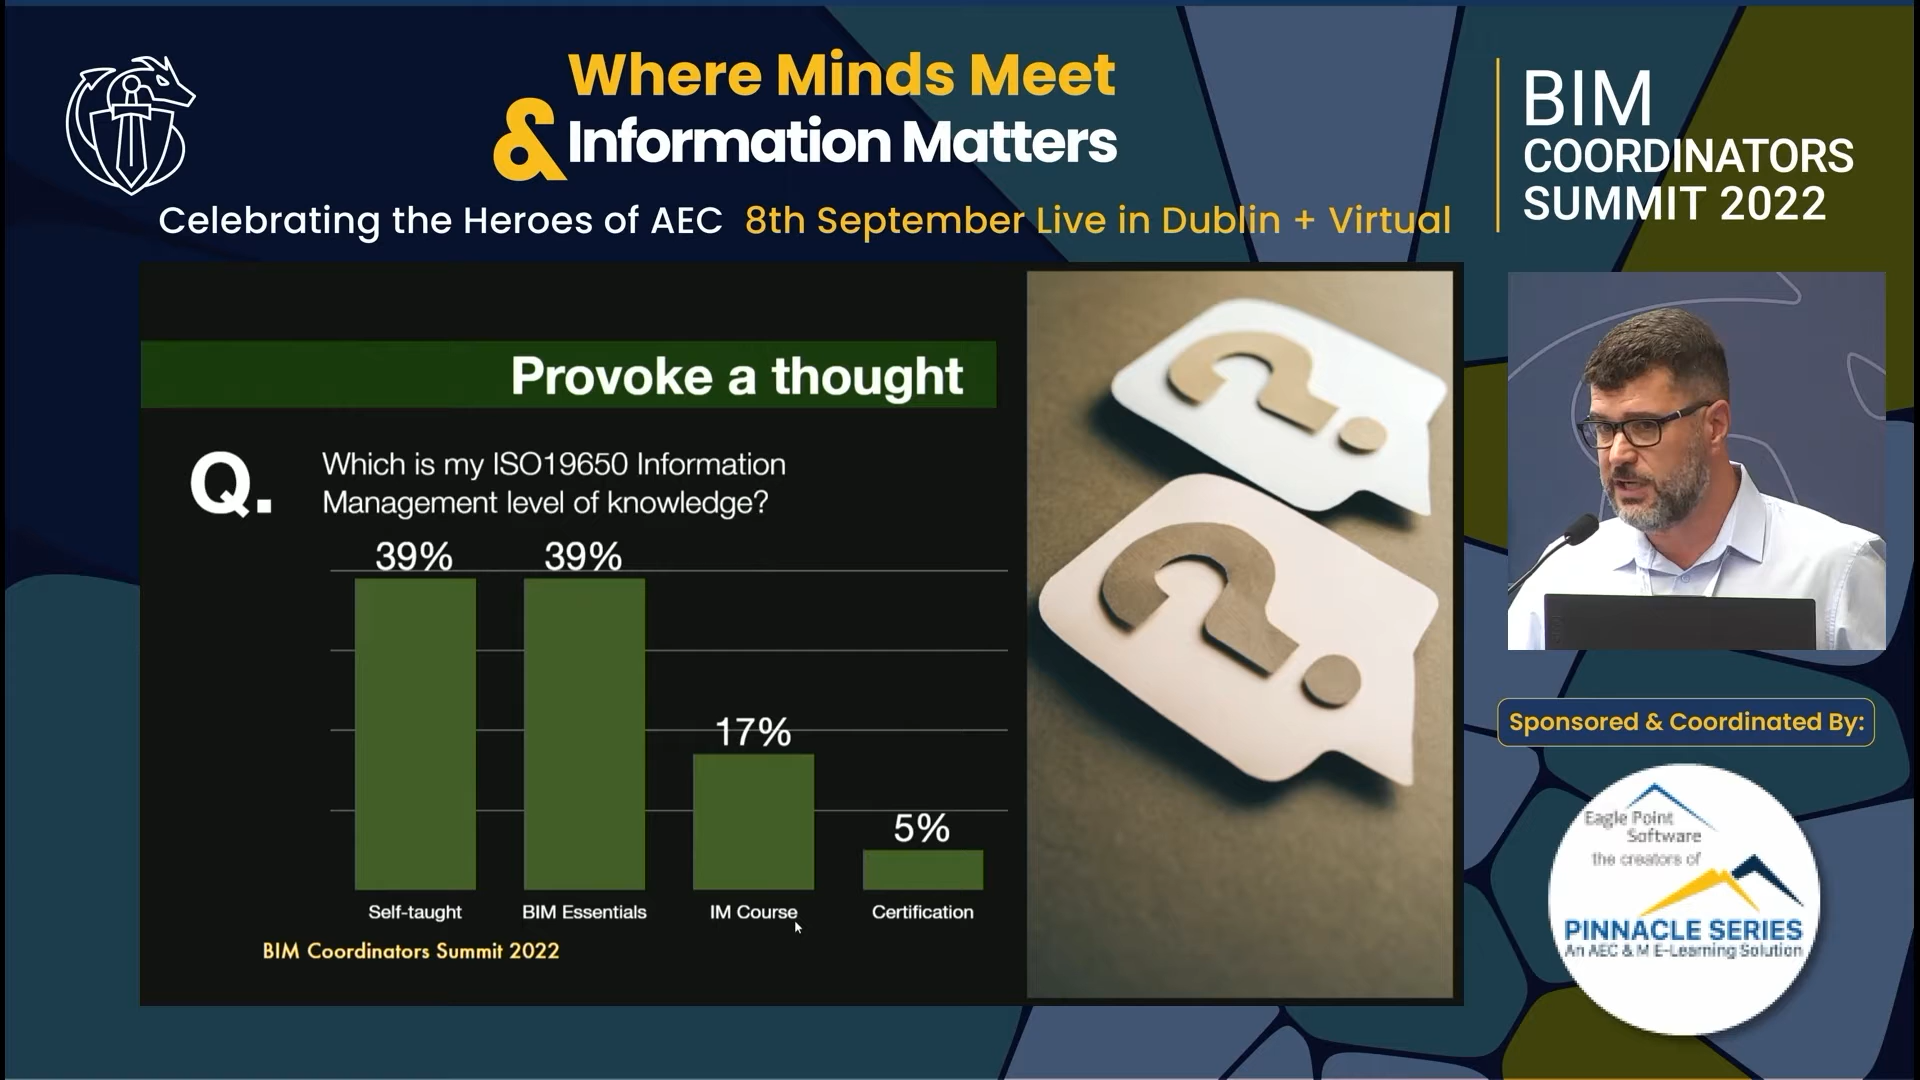 Where Minds Meet
& Information Matters
Celebrating the Heroes of AEC 8th September Live in Dublin + Virtual
BIM
COORDINATORS
SUMMIT 2022
Provoke a thought
Q.
Which is my ISO19650 Information
Management level of knowledge?
39%
39%
17%
5%
Self-taught
BIM Essentials
IM Course
Certification
BIM Coordinators Summit 2022
??
Sponsored & Coordinated By:
Eagle Point
Software
the creators of
PINNACLE SERIES
An AEC & M E-Learning Solution